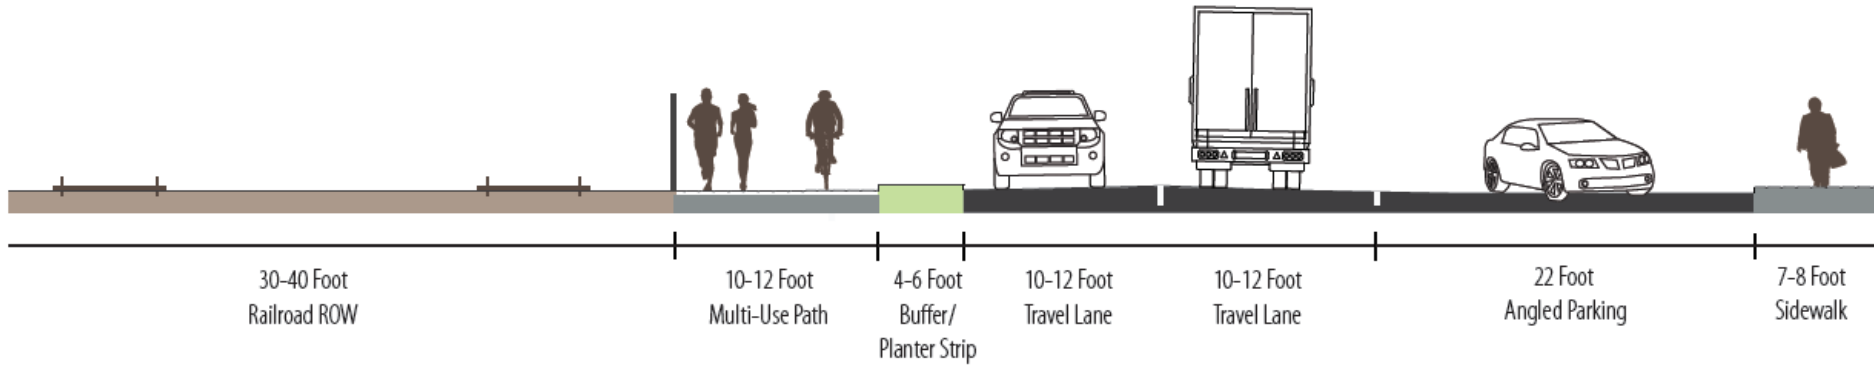 30-40 Foot
Railroad ROW
10-12 Foot
Multi-Use Path
4-6 Foot
Buffer/
Planter Strip
10-12 Foot
Travel Lane
10-12 Foot
Travel Lane
22 Foot
Angled Parking
7-8 Foot
Sidewalk